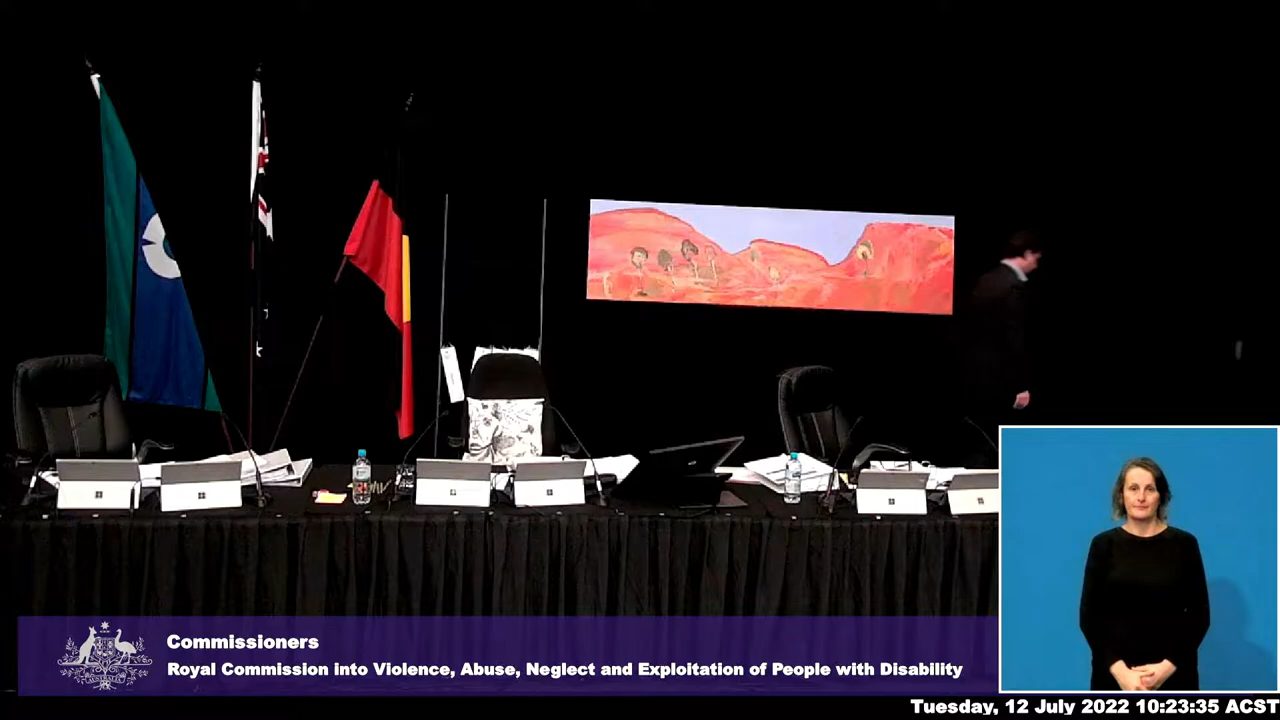 Commissioners
Royal Commission into Violence, Abuse, Neglect and Exploitation of People with Disability
AUSTRALIA
Tuesday, 12 July 2022 10:23:35 ACST